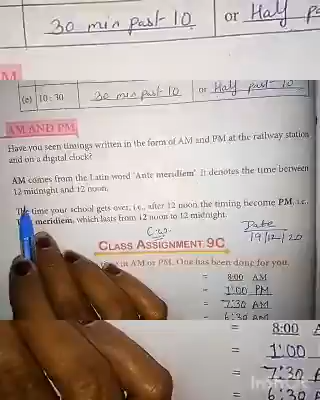 30 min past 10 or Half
(e) 10:30 30 min past 10 or Half past 10
AM AND PM
Have you seen timings written in the form of AM and PM at the railway station
and on a digital clock?
AM comes from the Latin word 'Ante meridiem'. It denotes the time between
12 midnight and 12 noon.
The time your school gets over, i.e., after 12 noon the timing become PM, i.e.
meridiem, which lasts from 12 noon to 12 midnight.
C.W. Date
19/12/20
CLASS ASSIGNMENT 9C
in AM or PM. One has been done for you.
= 8:00 AM
= 1:00 PM
= 7:30 AM
= 6:30 AM
= 8:00
= 1:00
= 7:30
= 6:30